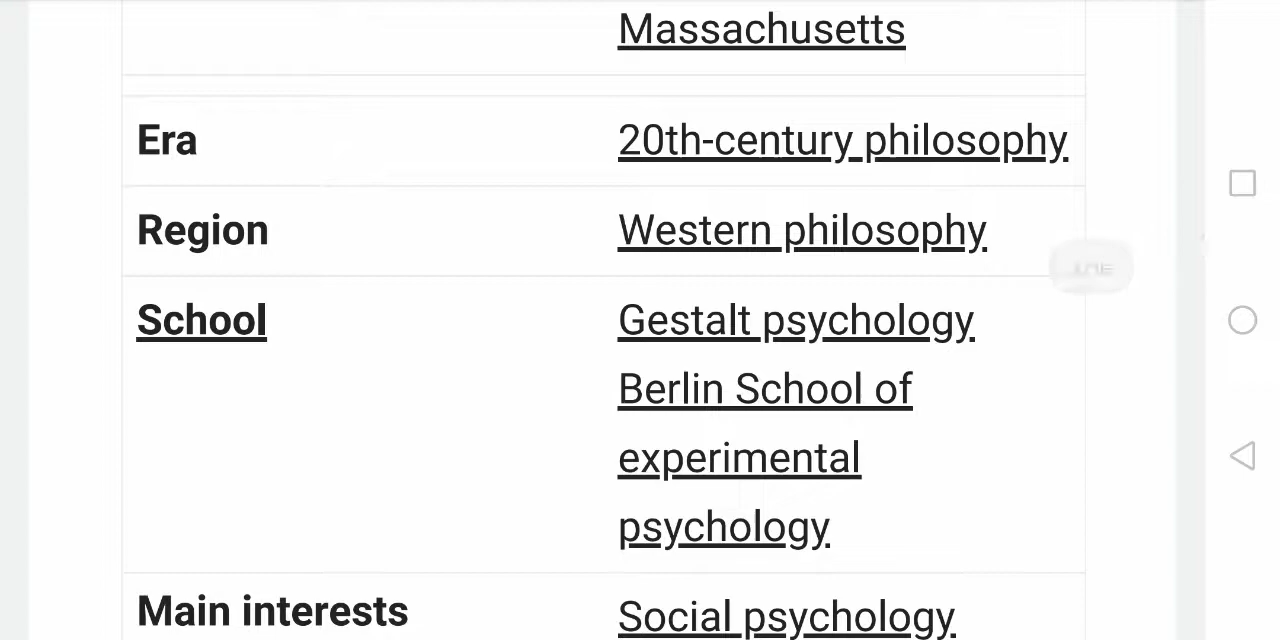 Massachusetts
Era 20th-century philosophy
Region Western philosophy
School Gestalt psychology
Berlin School of
experimental
psychology
Main interests Social psychology